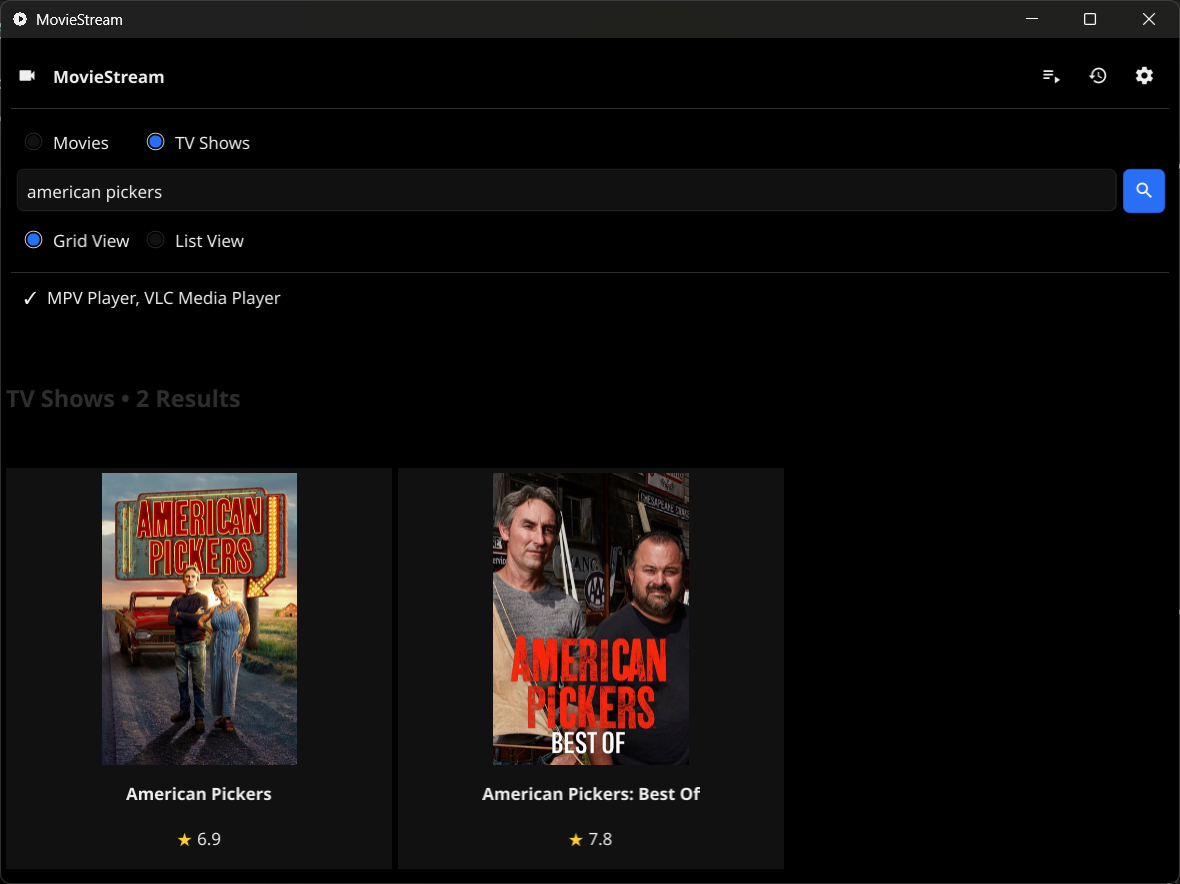 MovieStream
MovieStream
Movies TV Shows
american pickers
Grid View List View
✓ MPV Player, VLC Media Player
TV Shows • 2 Results
AMERICAN
PICKERS
CHESAPEAKE
AMERICAN
PICKERS
BEST OF
American Pickers
American Pickers: Best Of
★ 6.9
★ 7.8